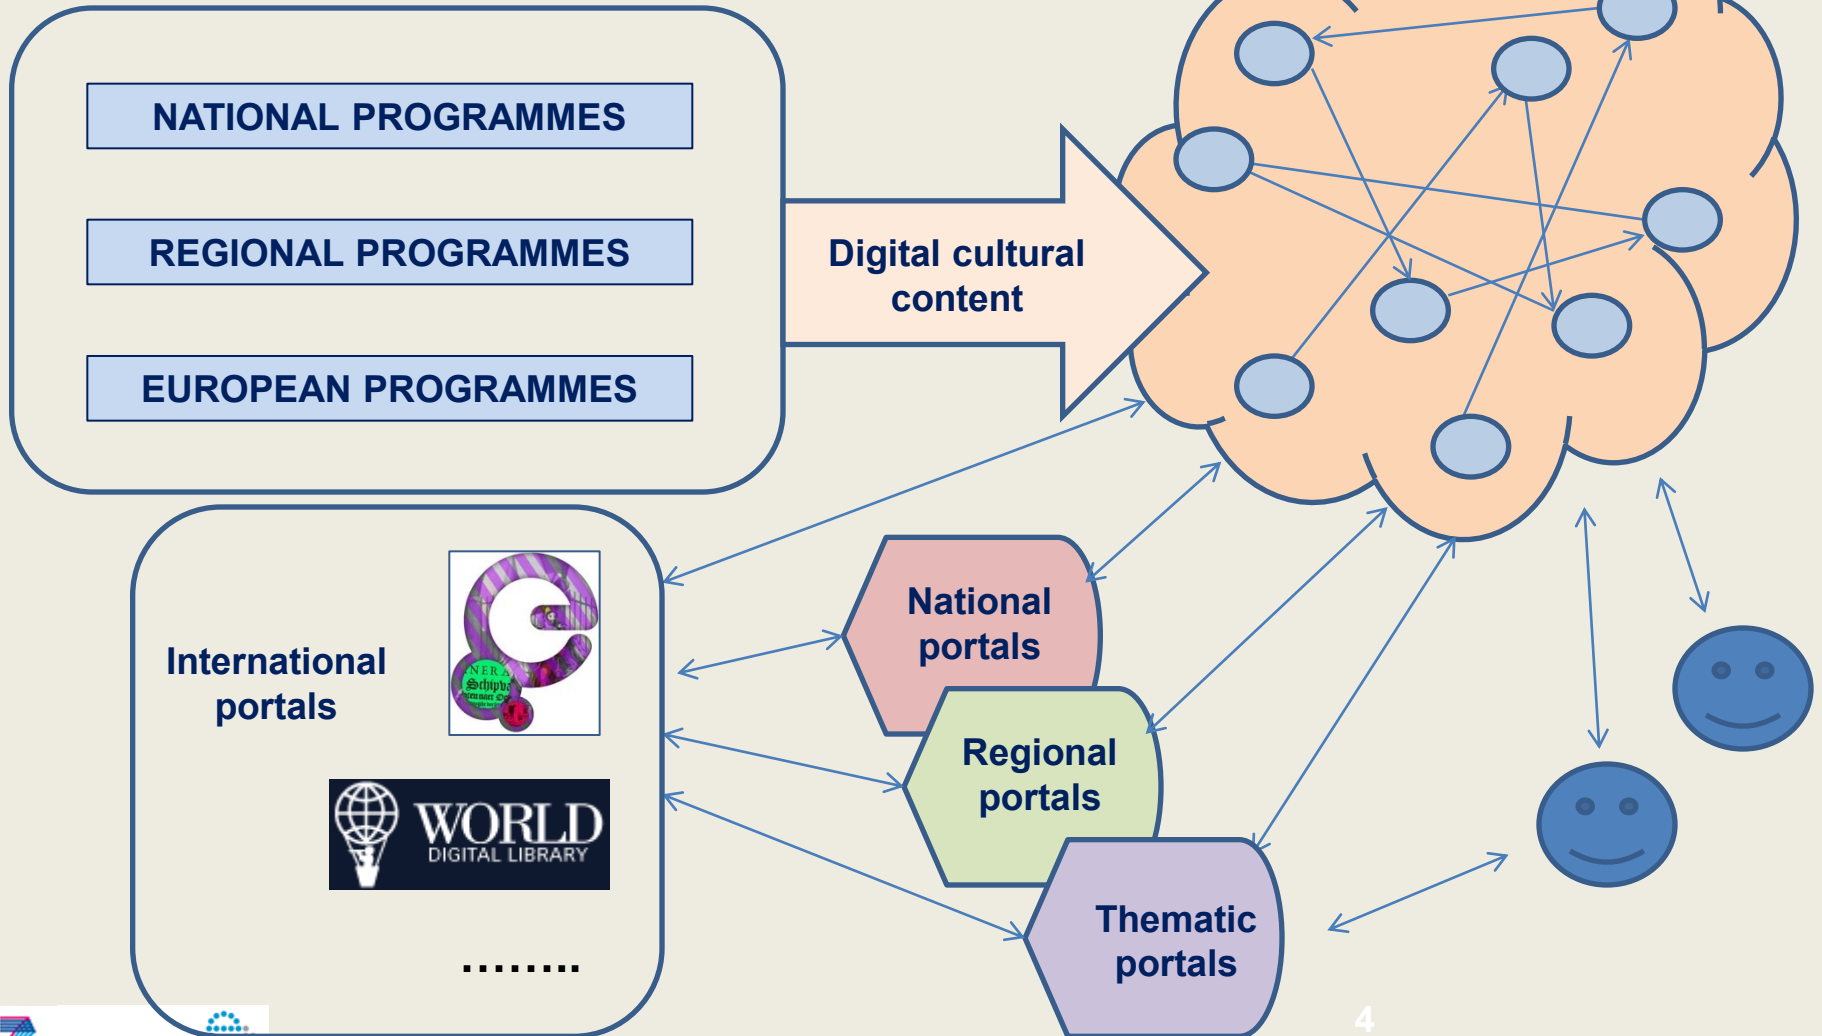 NATIONAL PROGRAMMES
REGIONAL PROGRAMMES
EUROPEAN PROGRAMMES
Digital cultural
content
International
portals
WORLD
DIGITAL LIBRARY
........
National
portals
Regional
portals
Thematic
portals
4